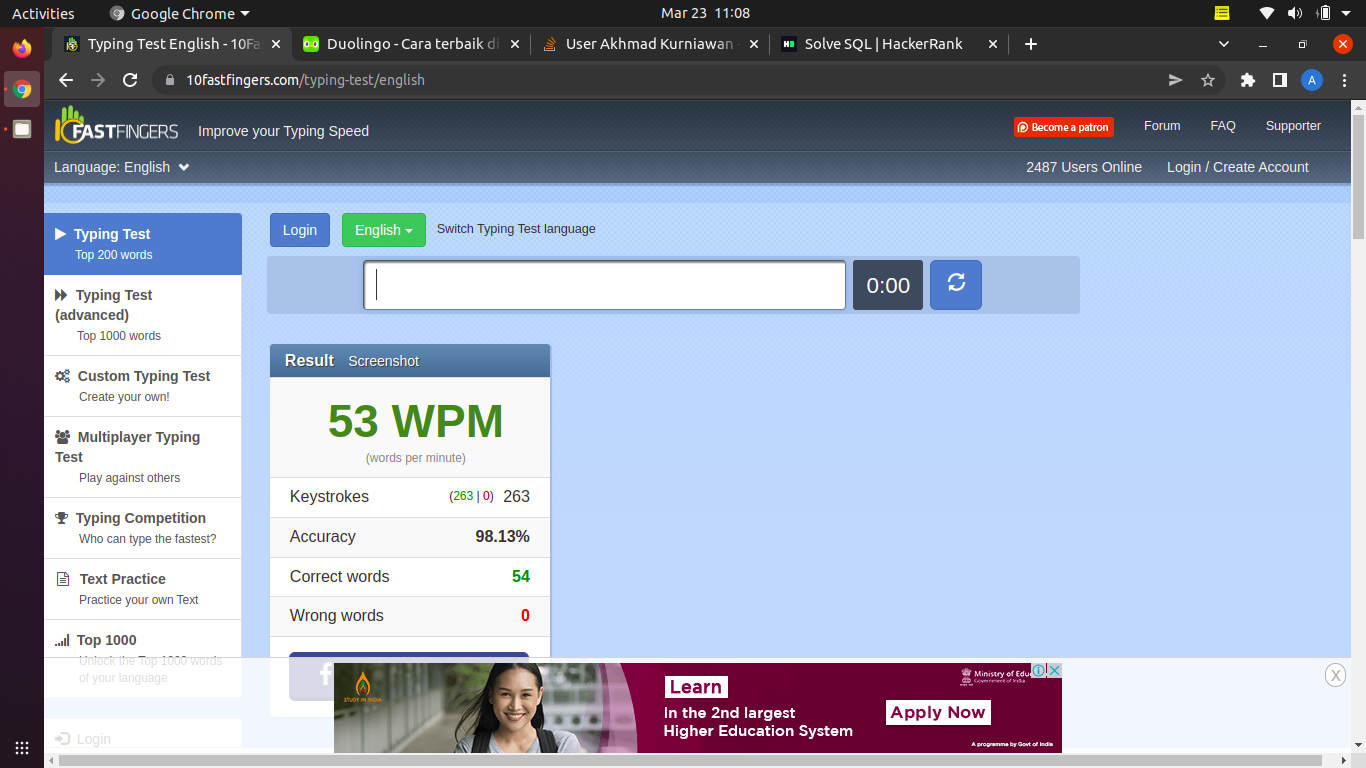 Activities
Google Chrome
Mar 23 11:08
Typing Test English - 10Fa
Duolingo - Cara terbaik di
User Akhmad Kurniawan -
Solve SQL | HackerRank
10fastfingers.com/typing-test/english
A
10FASTFINGERS
Improve your Typing Speed
Become a patron
Forum
FAQ
Supporter
Language: English
2487 Users Online
Login / Create Account
Typing Test
Top 200 words
Typing Test
(advanced)
Top 1000 words
Custom Typing Test
Create your own!
Multiplayer Typing
Test
Play against others
Typing Competition
Who can type the fastest?
Text Practice
Practice your own Text
Top 1000
Unlock the Top 1000 words
of your language
Login
Login
English
Switch Typing Test language
0:00
Result
Screenshot
53 WPM
(words per minute)
Keystrokes
(263 | 0) 263
Accuracy
98.13%
Correct words
54
Wrong words
0
STUDY IN INDIA
Learn
In the 2nd largest
Higher Education System
Ministry of Educ
Government of India
Apply Now
A programme by Govt of India
X